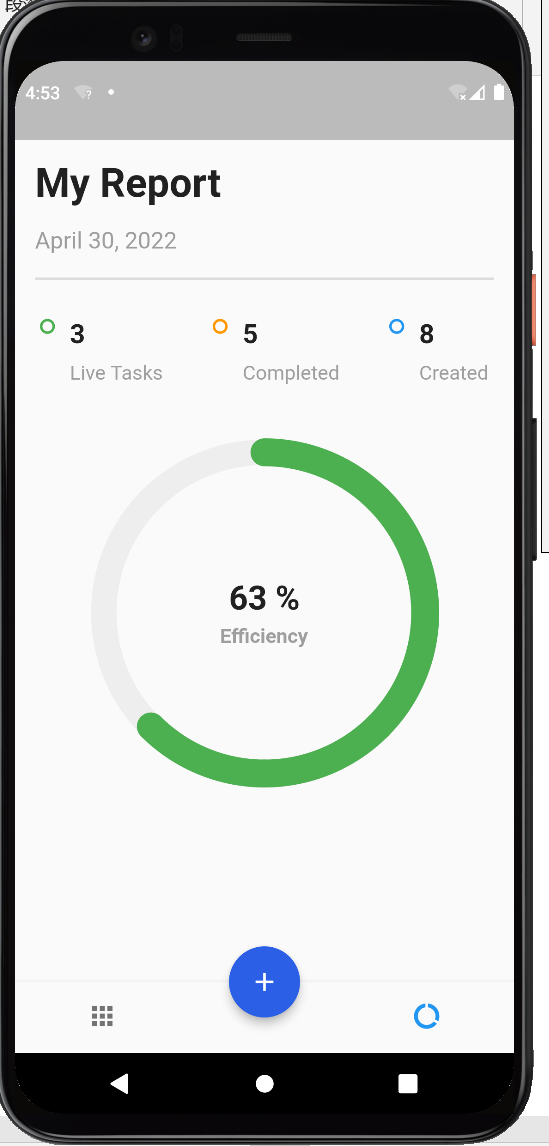 4:53
My Report
April 30, 2022
3
Live Tasks
5
Completed
8
Created
63 %
Efficiency